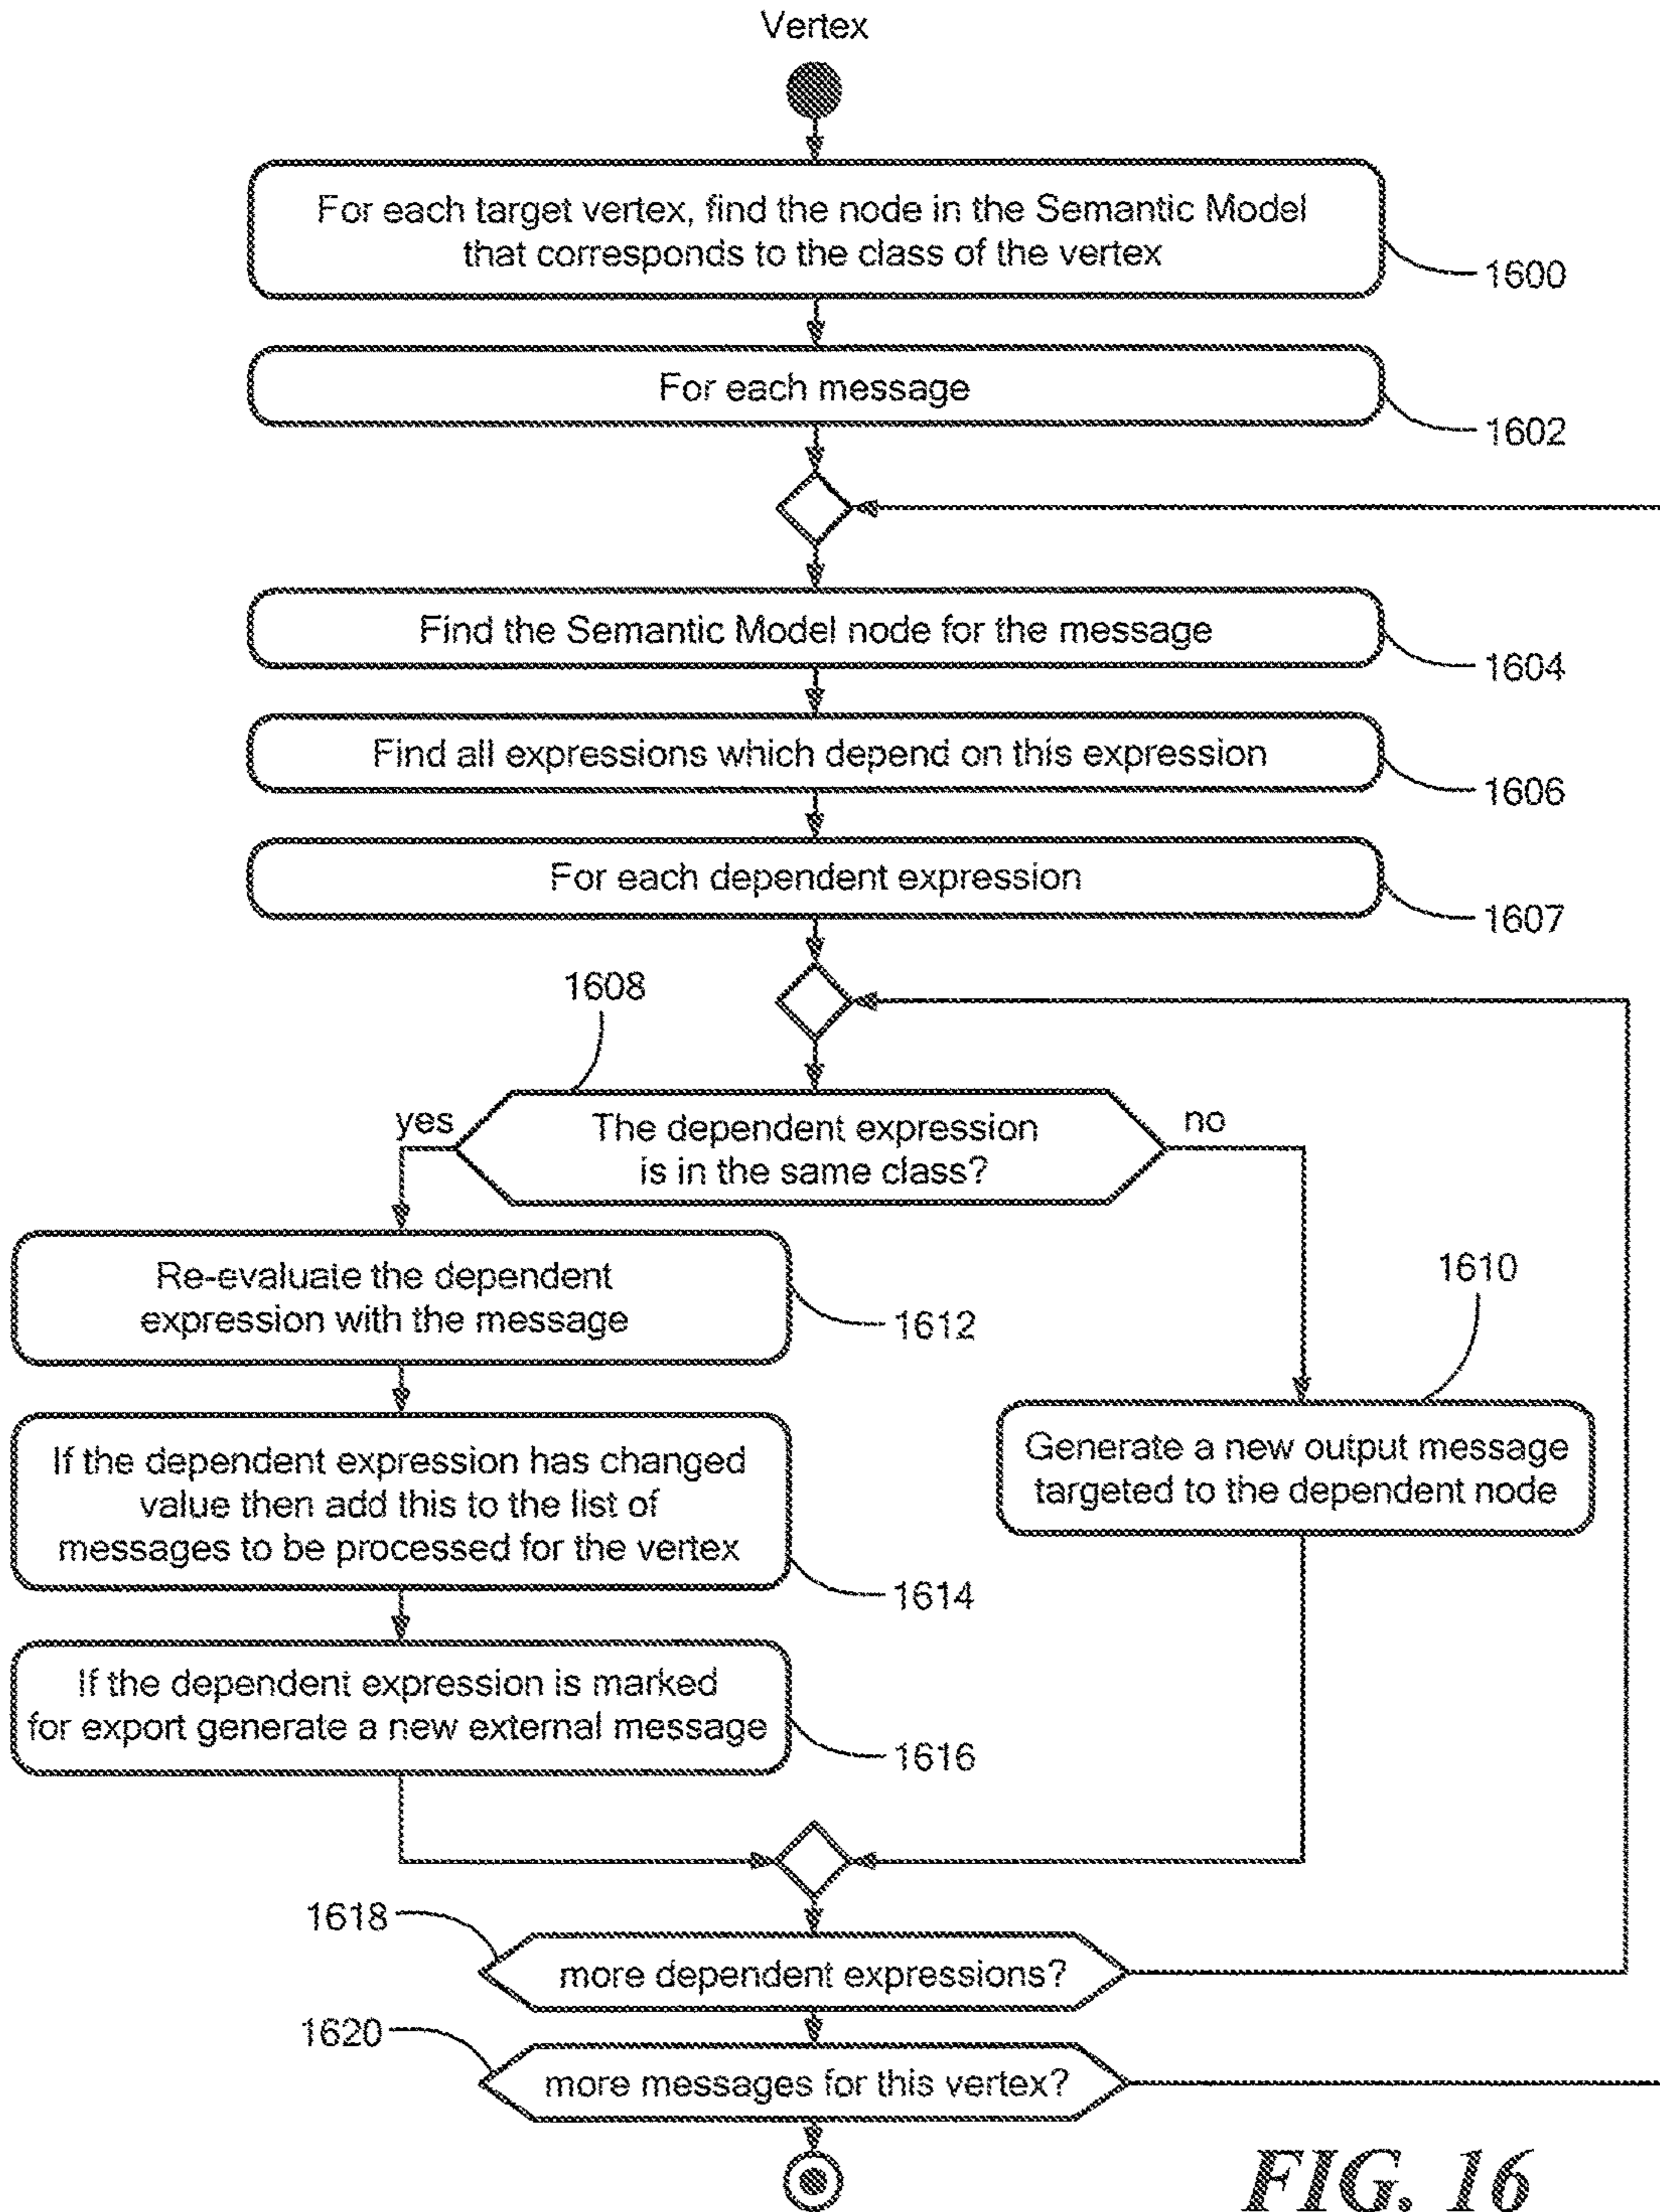 Vertex
For each target vertex, find the node in the Semantic Model
that corresponds to the class of the vertex
1600
For each message
1602
Find the Semantic Model node for the message
1604
Find all expressions which depend on this expression
1606
For each dependent expression
1607
1608
yes
The dependent expression
is in the same class?
no
Re-evaluate the dependent
expression with the message
1612
1610
If the dependent expression has changed
value then add this to the list of
messages to be processed for the vertex
1614
Generate a new output message
targeted to the dependent node
If the dependent expression is marked
for export generate a new external message
1616
1618
more dependent expressions?
1620
more messages for this vertex?
FIG. 16